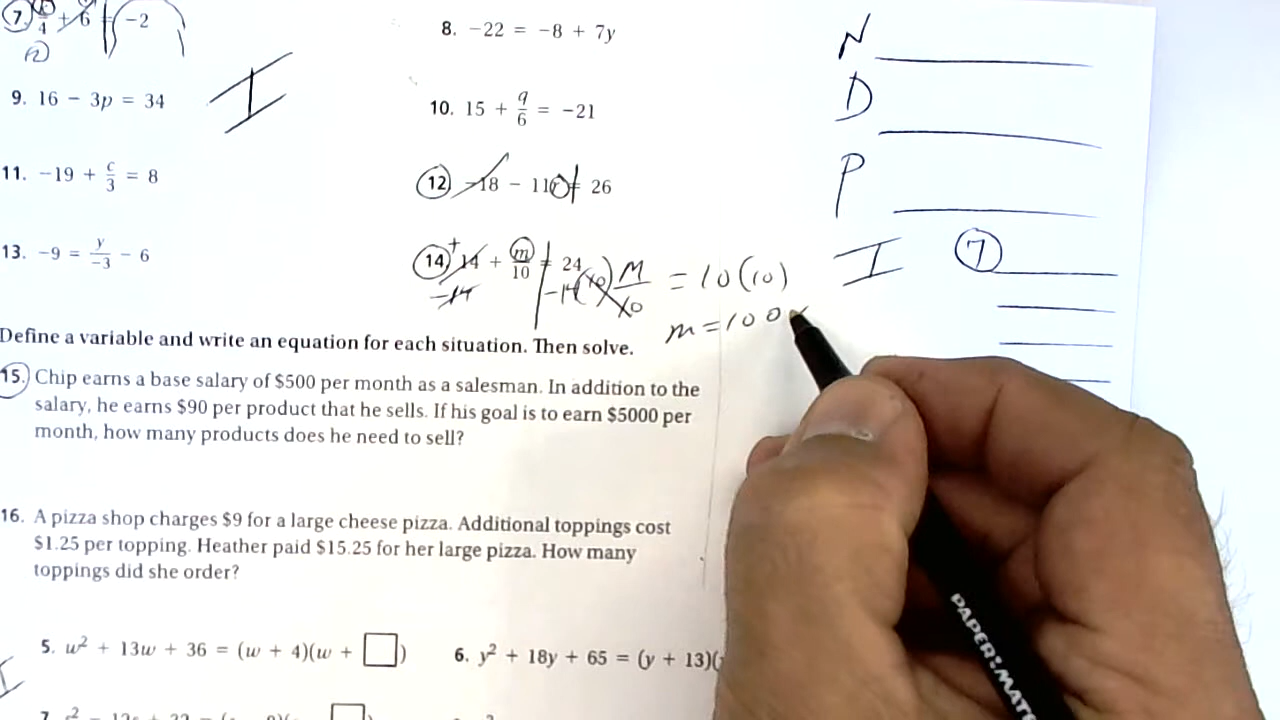 7. k/4 + 6 = -2
8. -22 = -8 + 7y
N
D
9. 16 - 3p = 34
I
10. 15 + q/6 = -21
11. -19 + c/3 = 8
12. -18 - 11r = 26
P
13. -9 = y/-3 - 6
14. 14 + m/10 = 24
+
-14 -14
(10) M/10 = 10(10)
m = 100
I
7
Define a variable and write an equation for each situation. Then solve.
15. Chip earns a base salary of $500 per month as a salesman. In addition to the
salary, he earns $90 per product that he sells. If his goal is to earn $5000 per
month, how many products does he need to sell?
16. A pizza shop charges $9 for a large cheese pizza. Additional toppings cost
$1.25 per topping. Heather paid $15.25 for her large pizza. How many
toppings did she order?
5. w² + 13w + 36 = (w + 4)(w + □)
6. y² + 18y + 65 = (y + 13)(
I
7.
PAPER:MATE